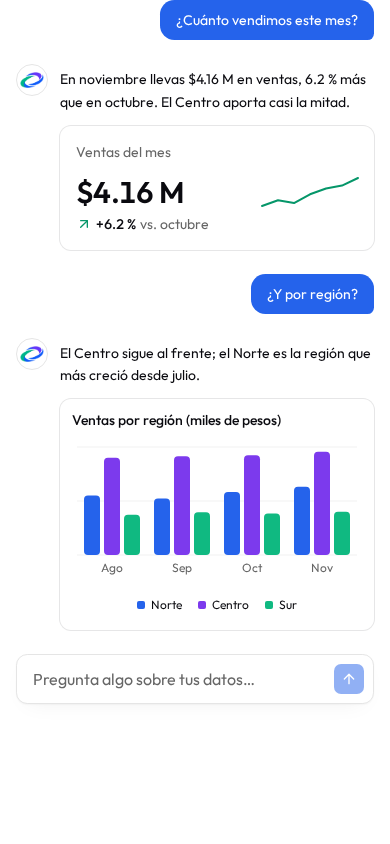 ¿Cuánto vendimos este mes?
En noviembre llevas $4.16 M en ventas, 6.2 % más
que en octubre. El Centro aporta casi la mitad.
Ventas del mes
$4.16 M
+6.2 % vs. octubre
¿Y por región?
El Centro sigue al frente; el Norte es la región que
más creció desde julio.
Ventas por región (miles de pesos)
Ago Sep Oct Nov
Norte Centro Sur
Pregunta algo sobre tus datos...